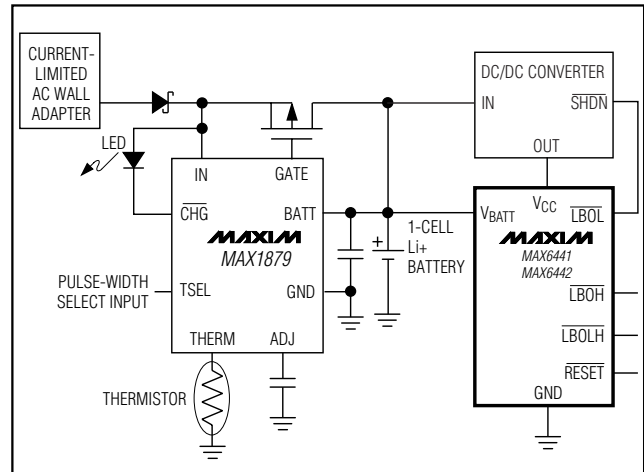 CURRENT-
LIMITED
AC WALL
ADAPTER
DC/DC CONVERTER
IN
SHDN
OUT
LED
IN
GATE
CHG
BATT
MAXIM
MAX1879
PULSE-WIDTH
SELECT INPUT
TSEL
GND
THERM
ADJ
THERMISTOR
+
1-CELL
Li+
BATTERY
VBATT
VCC
LBOL
MAXIM
MAX6441
MAX6442
LBOH
LBOLH
RESET
GND